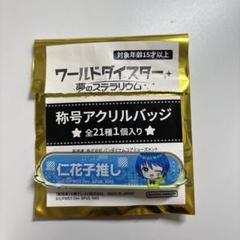 対象年齢15才以上
ワールドダイスター
夢のステラリウム
称号アクリルバッジ
★全21種1個入り★
仁花子推し